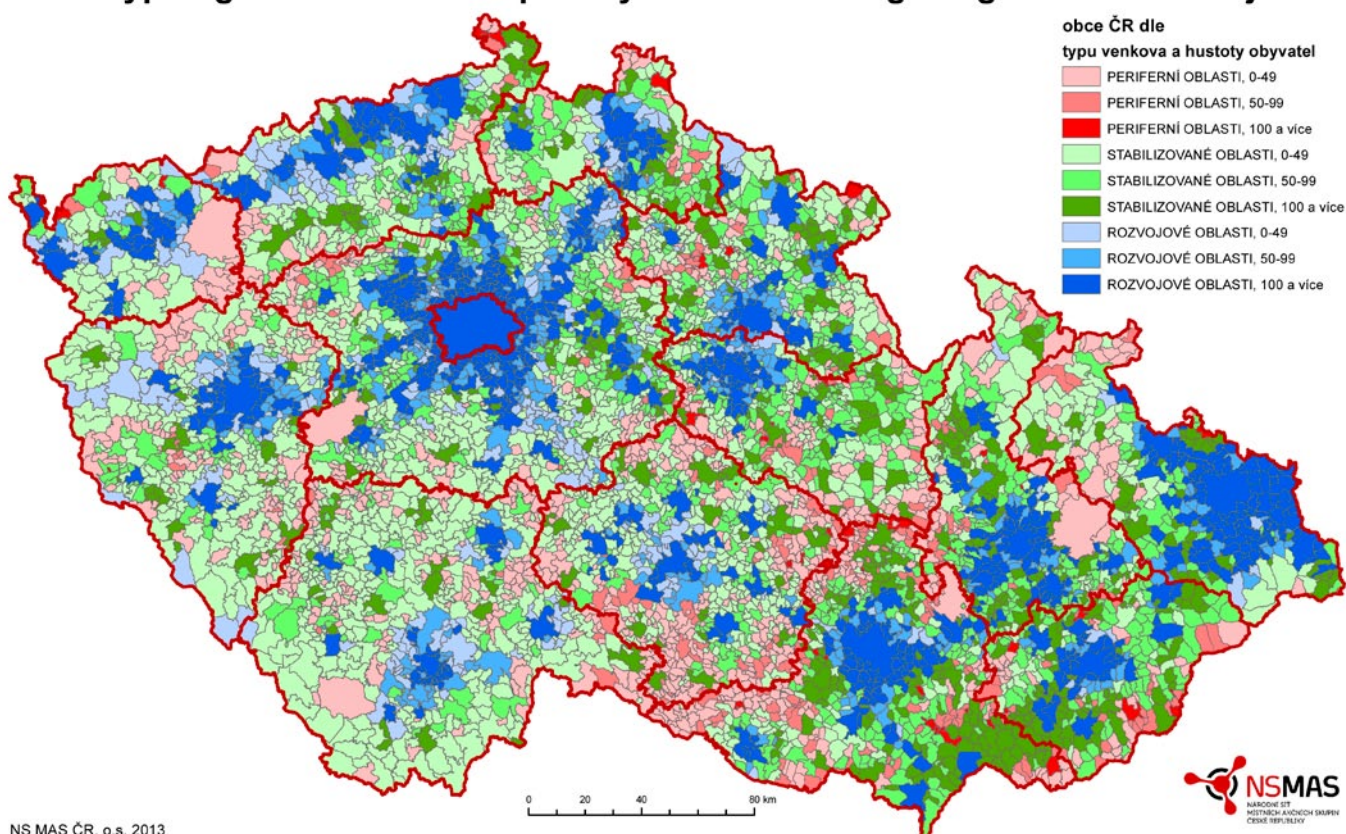 obce ČR dle
typu venkova a hustoty obyvatel
PERIFERNÍ OBLASTI, 0-49
PERIFERNÍ OBLASTI, 50-99
PERIFERNÍ OBLASTI, 100 a více
STABILIZOVANÉ OBLASTI, 0-49
STABILIZOVANÉ OBLASTI, 50-99
STABILIZOVANÉ OBLASTI, 100 a více
ROZVOJOVÉ OBLASTI, 0-49
ROZVOJOVÉ OBLASTI, 50-99
ROZVOJOVÉ OBLASTI, 100 a více
0 20 40 80 km
NSMAS
NÁRODNÍ SÍŤ
MÍSTNÍCH AKČNÍCH SKUPIN
ČESKÉ REPUBLIKY
NS MAS ČR, o.s. 2013